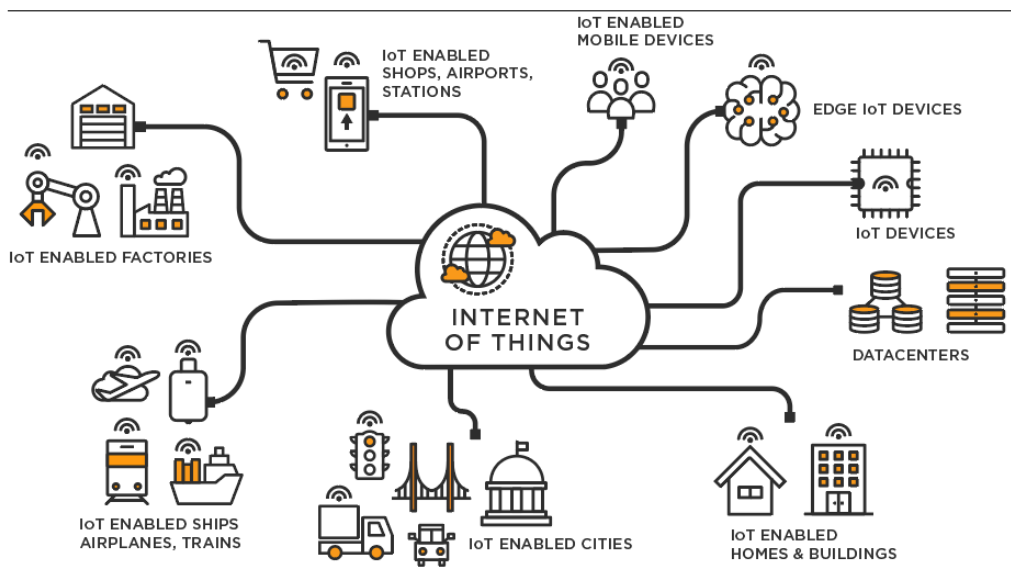 IoT ENABLED
MOBILE DEVICES
IoT ENABLED
SHOPS, AIRPORTS,
STATIONS
EDGE IoT DEVICES
IoT DEVICES
IoT ENABLED FACTORIES
INTERNET
OF THINGS
DATACENTERS
IoT ENABLED SHIPS
AIRPLANES, TRAINS
IoT ENABLED CITIES
IoT ENABLED
HOMES & BUILDINGS